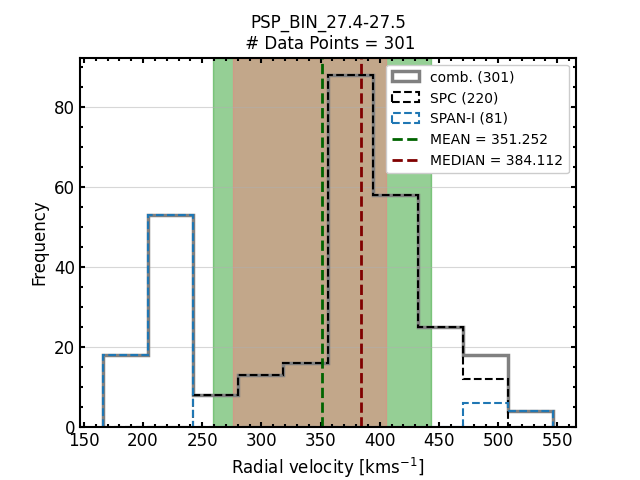 PSP_BIN_27.4-27.5
# Data Points = 301
comb. (301)
SPC (220)
SPAN-I (81)
MEAN = 351.252
MEDIAN = 384.112
Frequency
80
60
40
20
0
150 200 250 300 350 400 450 500 550
Radial velocity [kms⁻¹]